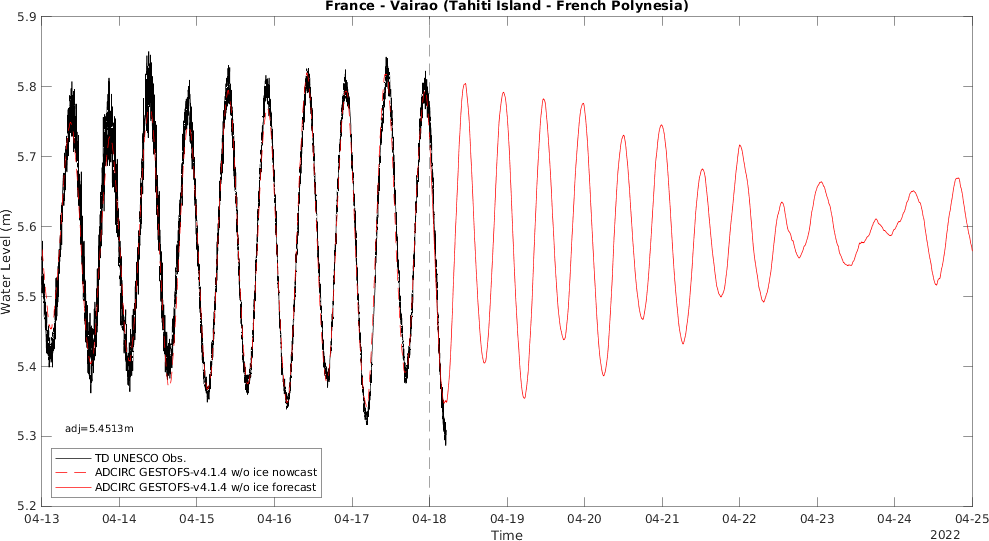 France - Vairao (Tahiti Island - French Polynesia)
Water Level (m)
5.9
5.8
5.7
5.6
5.5
5.4
5.3
5.2
adj=5.4513m
TD UNESCO Obs.
ADCIRC GESTOFS-v4.1.4 w/o ice nowcast
ADCIRC GESTOFS-v4.1.4 w/o ice forecast
04-13 04-14 04-15 04-16 04-17 04-18 04-19 04-20 04-21 04-22 04-23 04-24 04-25
Time
2022